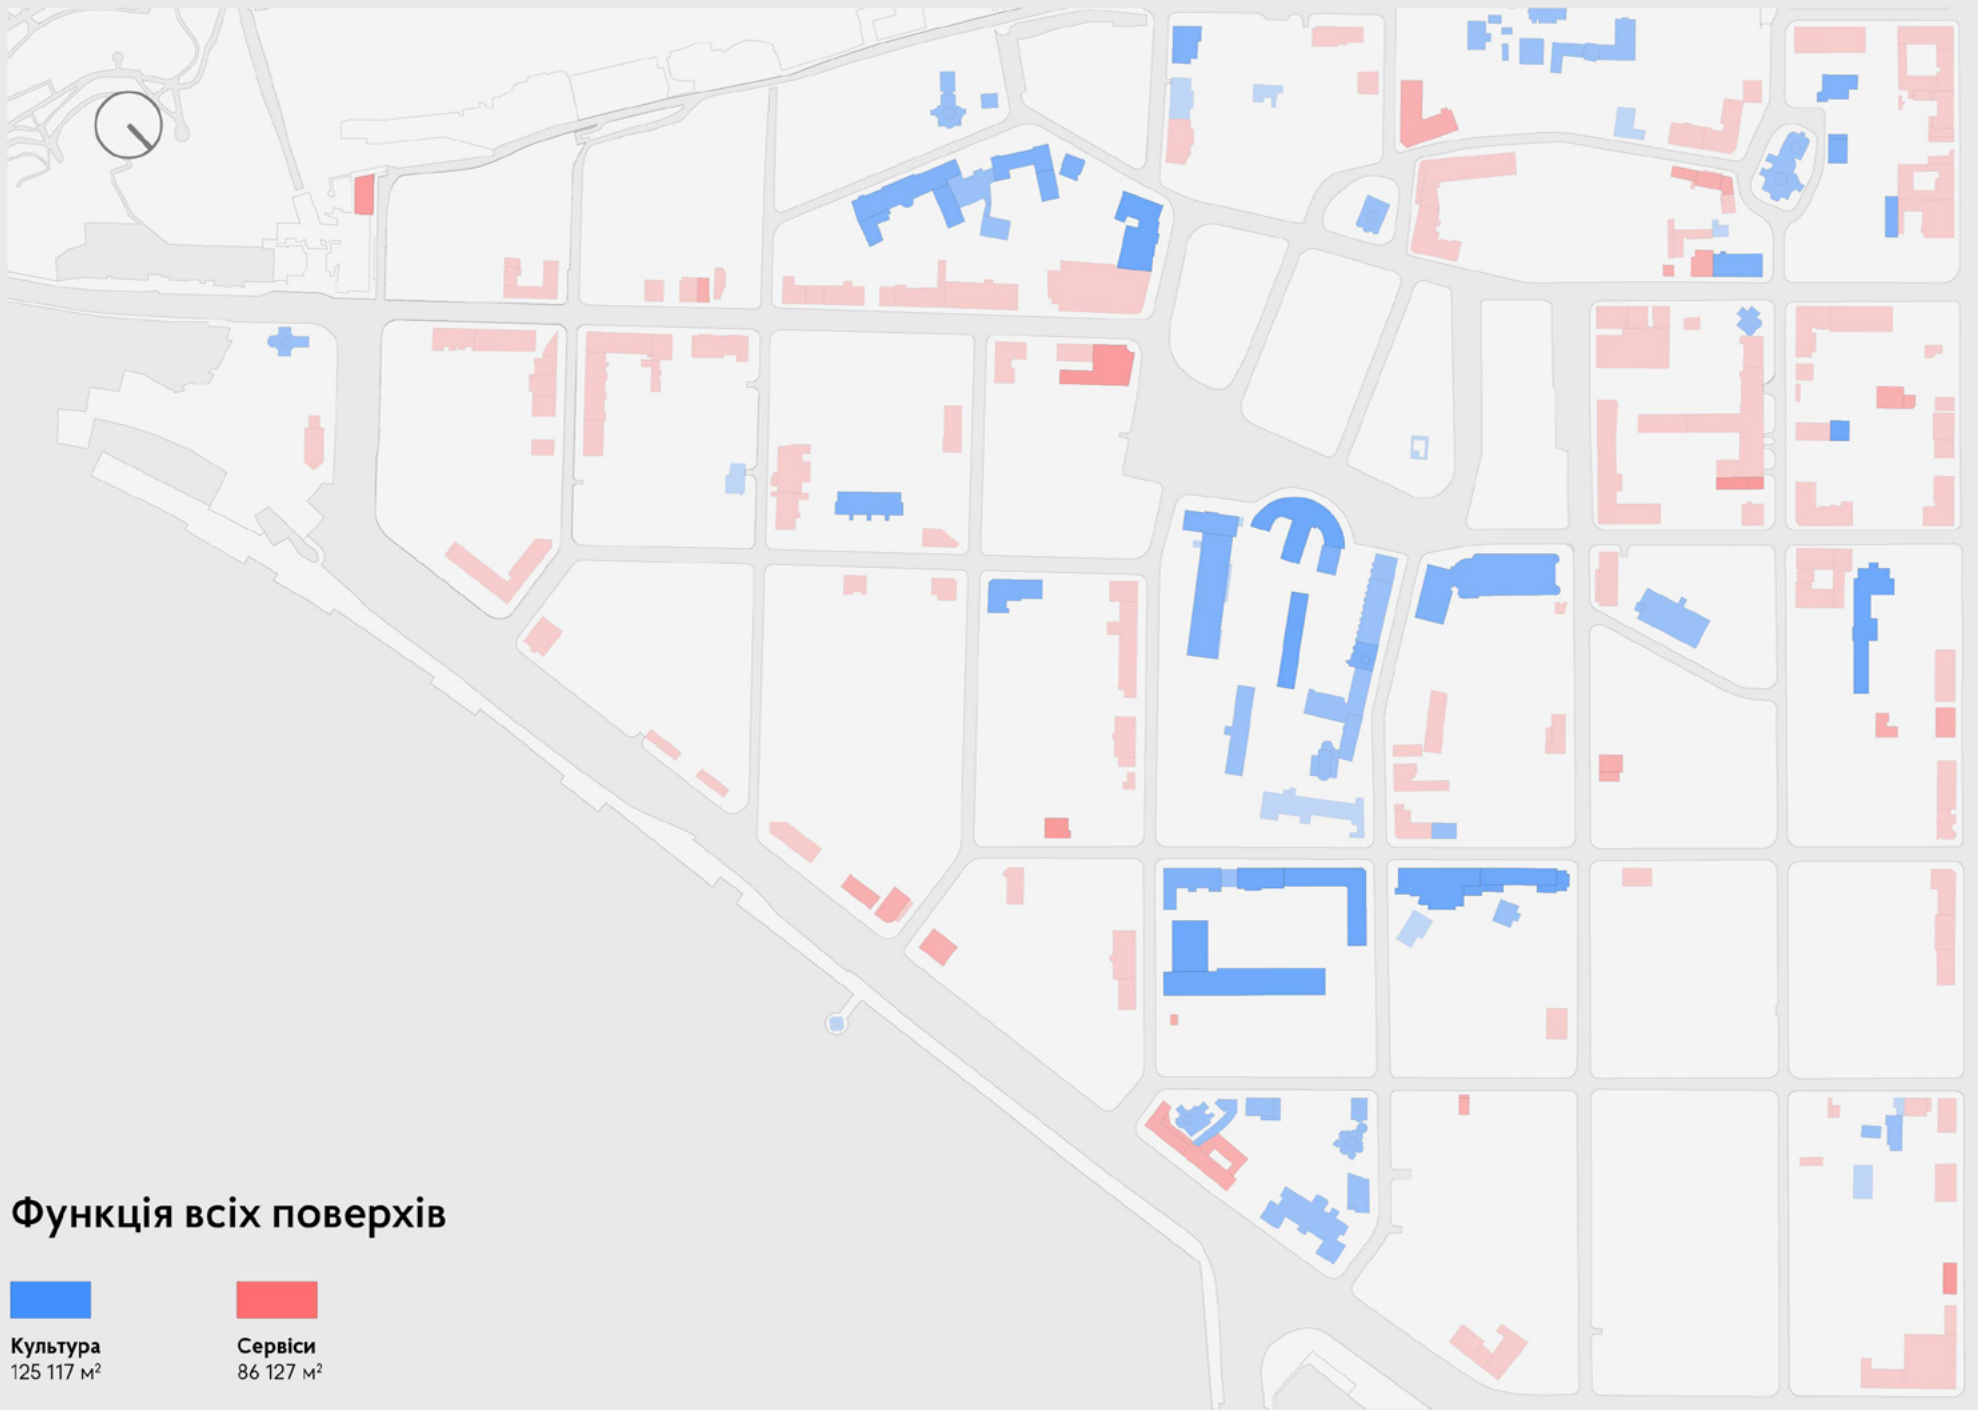 Функція всіх поверхів
Культура
125 117 м²
Сервіси
86 127 м²